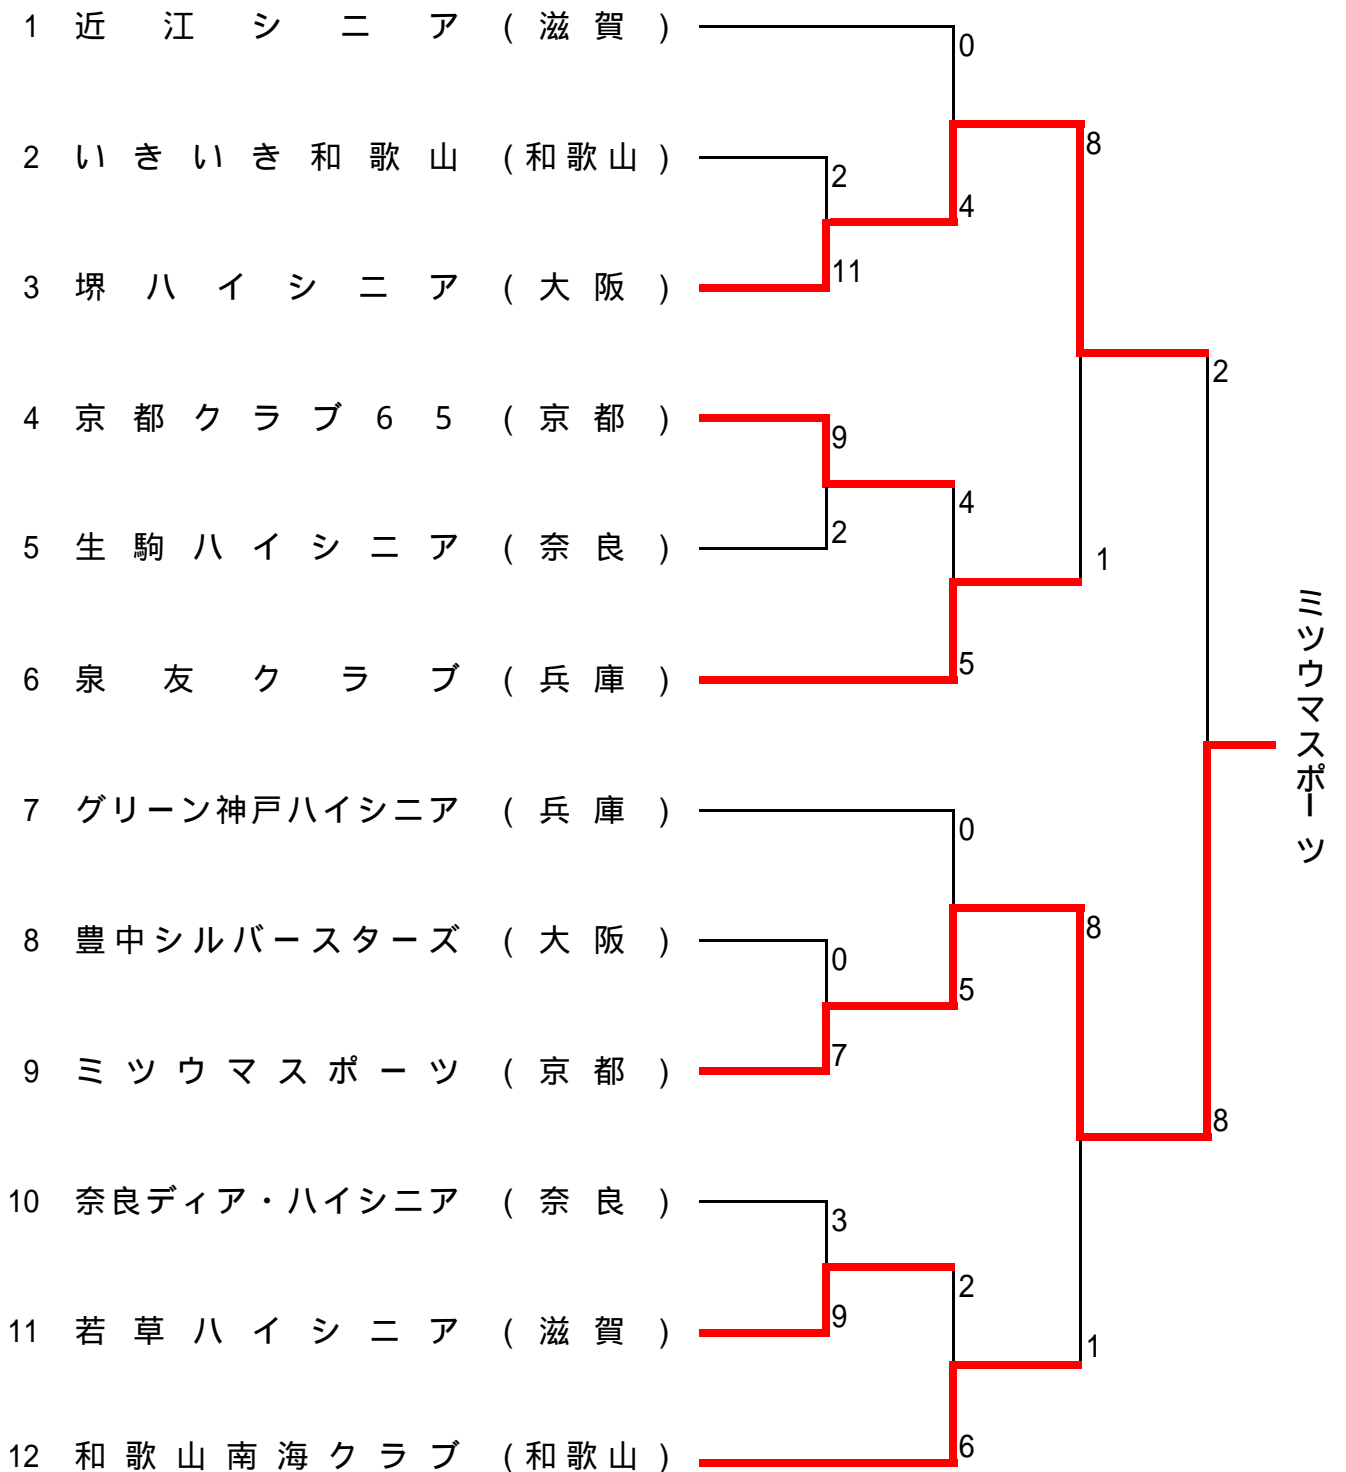 1 近江シニア (滋賀)
0
8
2 いきいき和歌山 (和歌山)
2
4
11
3 堺ハイシニア (大阪)
2
4 京都クラブ65 (京都)
9
4
2
5 生駒ハイシニア (奈良)
1
5
6 泉友クラブ (兵庫)
ミツウマスポーツ
7 グリーン神戸ハイシニア (兵庫)
0
8
8 豊中シルバースターズ (大阪)
0
5
7
9 ミツウマスポーツ (京都)
8
10 奈良ディア・ハイシニア (奈良)
3
2
9
11 若草ハイシニア (滋賀)
1
6
12 和歌山南海クラブ (和歌山)